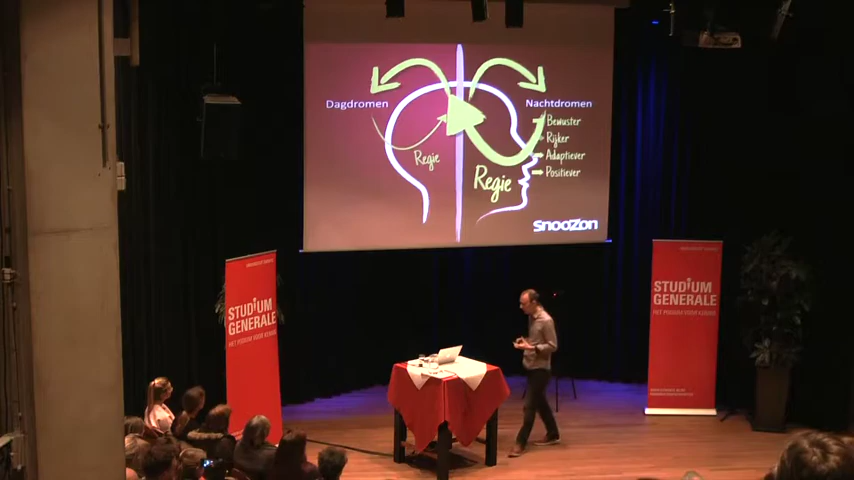 Dagdromen
Nachtdromen
Bewuster
Rijker
Adaptiever
Positiever
Regie
Regie
SnooZon
STUDIUM
GENERALE
HET PODIUM VOOR KENNIS
STUDIUM
GENERALE
HET PODIUM VOOR KENNIS